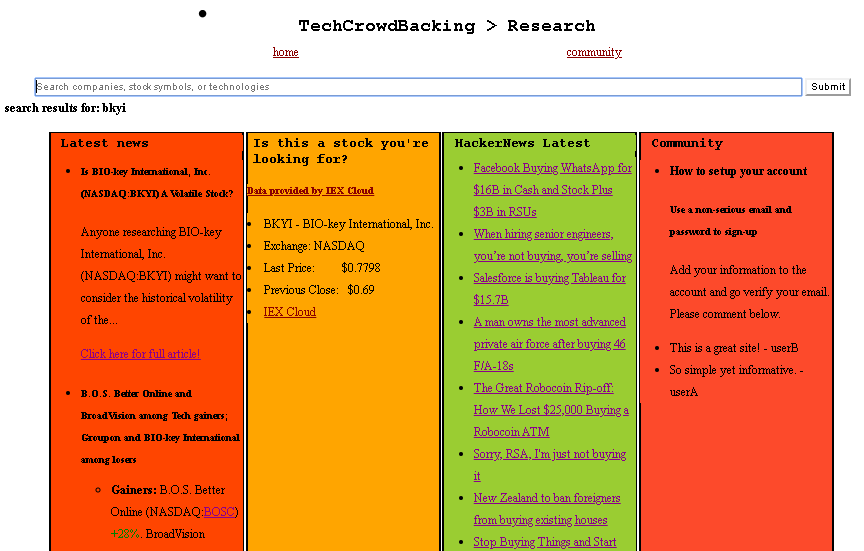 TechCrowdBacking > Research
home
community
Search companies, stock symbols, or technologies
Submit
search results for: bkyi
Latest news
Is BIO-key International, Inc.
(NASDAQ:BKYI) A Volatile Stock?
Anyone researching BIO-key
International, Inc.
(NASDAQ:BKYI) might want to
consider the historical volatility
of the...
Click here for full article!
B.O.S. Better Online and
BroadVision among Tech gainers;
Groupon and BIO-key International
among losers
Gainers: B.O.S. Better
Online (NASDAQ:BOSC)
+28%. BroadVision
Is this a stock you're
looking for?
Data provided by IEX Cloud
BKYI - BIO-key International, Inc.
Exchange: NASDAQ
Last Price: $0.7798
Previous Close: $0.69
IEX Cloud
HackerNews Latest
Facebook Buying WhatsApp for
$16B in Cash and Stock Plus
$3B in RSUs
When hiring senior engineers,
you’re not buying, you’re selling
Salesforce is buying Tableau for
$15.7B
A man owns the most advanced
private air force after buying 46
F/A-18s
The Great Robocoin Rip-off:
How We Lost $25,000 Buying a
Robocoin ATM
Sorry, RSA, I'm just not buying
it
New Zealand to ban foreigners
from buying existing houses
Stop Buying Things and Start
Community
How to setup your account
Use a non-serious email and
password to sign-up
Add your information to the
account and go verify your email.
Please comment below.
This is a great site! - userB
So simple yet informative. -
userA